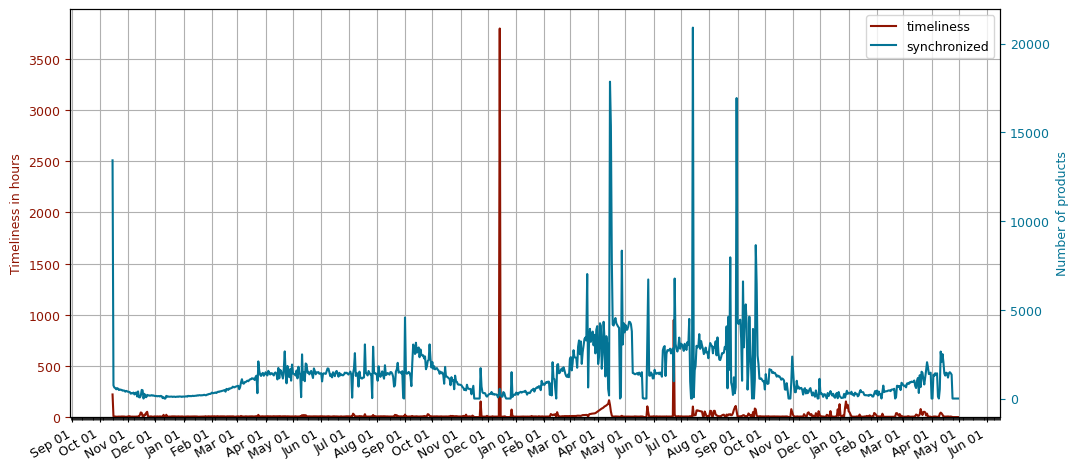 timeliness
synchronized
3500
3000
2500
2000
1500
1000
500
0
Timeliness in hours
20000
15000
10000
5000
0
Number of products
Sep 01
Oct 01
Nov 01
Dec 01
Jan 01
Feb 01
Mar 01
Apr 01
May 01
Jun 01
Jul 01
Aug 01
Sep 01
Oct 01
Nov 01
Dec 01
Jan 01
Feb 01
Mar 01
Apr 01
May 01
Jun 01
Jul 01
Aug 01
Sep 01
Oct 01
Nov 01
Dec 01
Jan 01
Feb 01
Mar 01
Apr 01
May 01
Jun 01